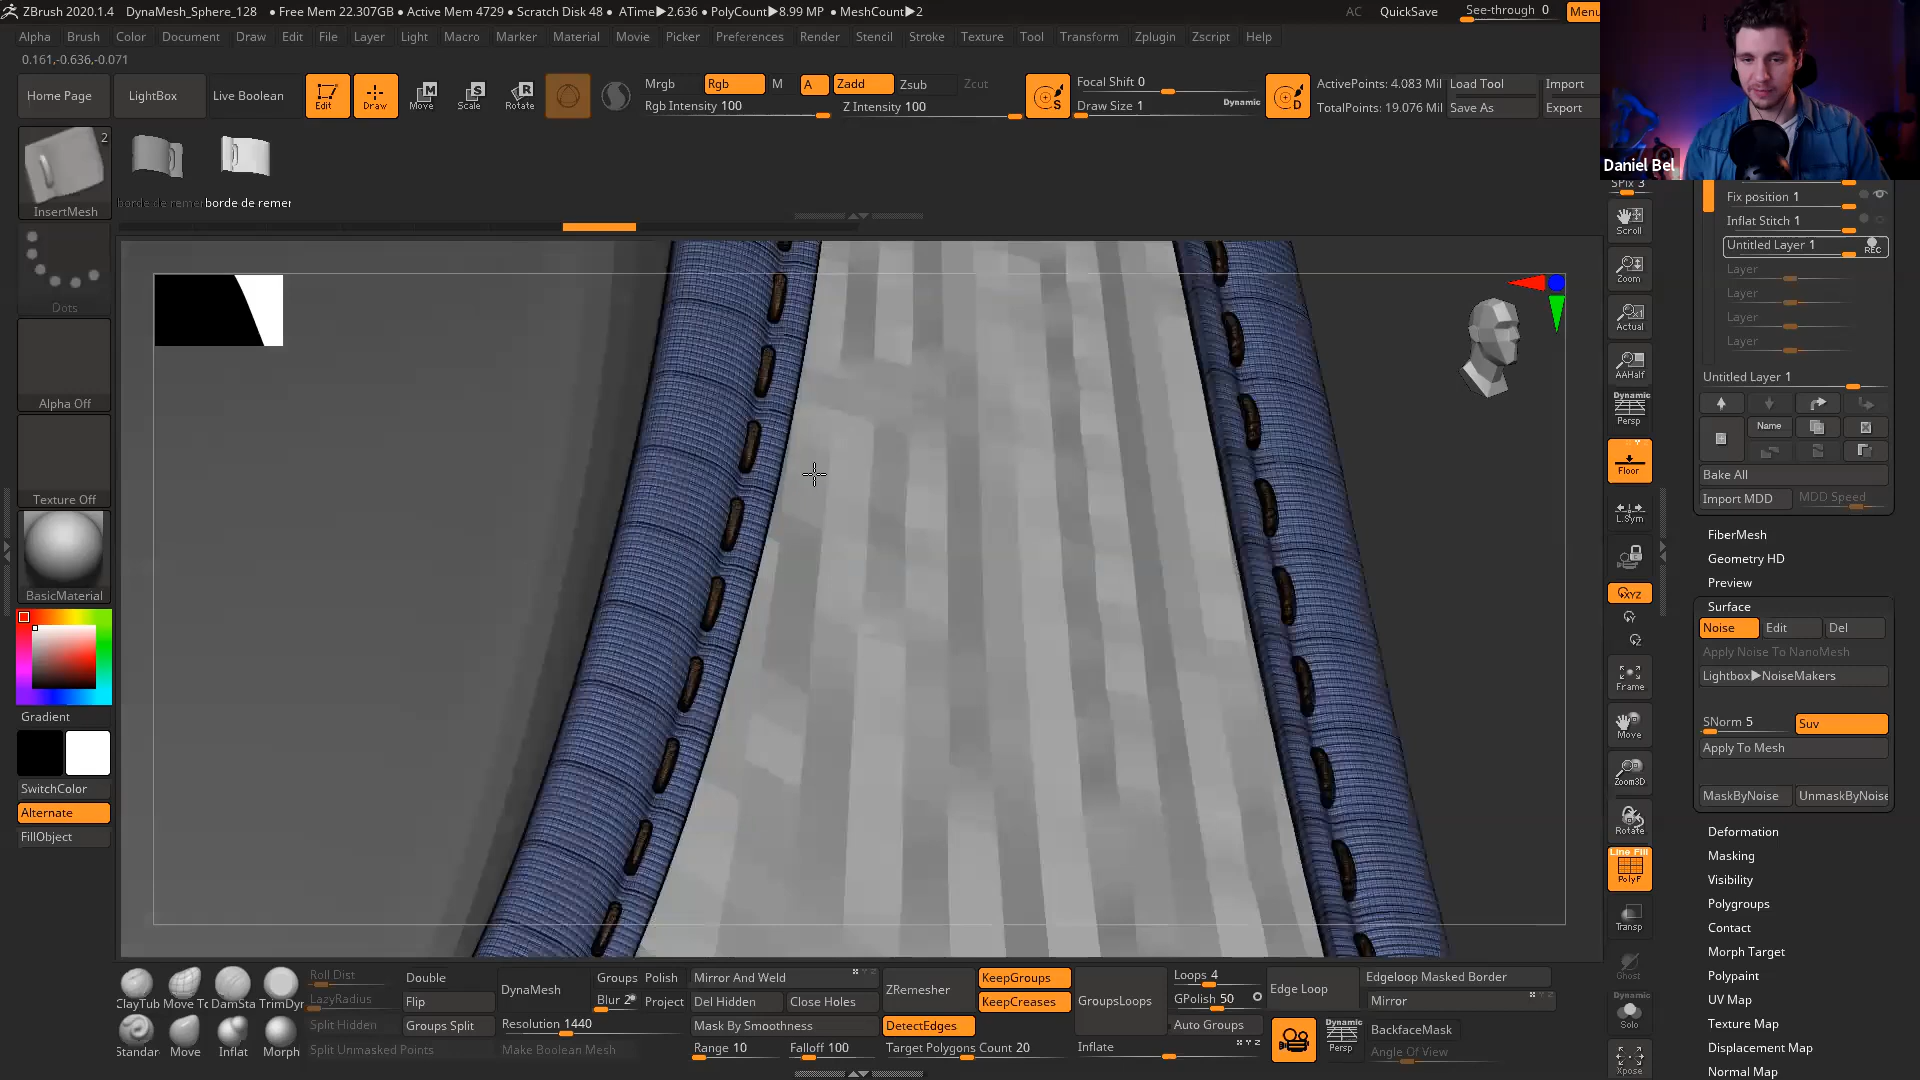 ZBrush 2020.1.4 DynaMesh_Sphere_128 ● Free Mem 22.307GB ● Active Mem 4729 ● Scratch Disk 48 ● ATime▶2.636 ● PolyCount▶8.99 MP ● MeshCount▶2 AC QuickSave See-through 0 Menu
Alpha Brush Color Document Draw Edit File Layer Light Macro Marker Material Movie Picker Preferences Render Stencil Stroke Texture Tool Transform Zplugin Zscript Help
0.161,-0.636,-0.071
Home Page LightBox Live Boolean Edit Draw Move Scale Rotate
Mrgb Rgb M A Zadd Zsub Zcut Focal Shift 0 ActivePoints: 4.083 Mil Load Tool Import
Rgb Intensity 100 Z Intensity 100 Draw Size 1 Dynamic TotalPoints: 19.076 Mil Save As Export
Daniel Bel
2
InsertMesh
borde de remer borde de remer
Dots
Alpha Off
Texture Off
BasicMaterial
Gradient
SwitchColor
Alternate
FillObject
SPix 3
Scroll
Zoom
Actual
AAHalf
Dynamic
Persp
Floor
L.Sym
XYZ
Frame
Move
Zoom3D
Rotate
Line Fill
PolyF
Transp
Ghost
Dynamic
Solo
Xpose
Fix position 1
Inflat Stitch 1
Untitled Layer 1 REC
Layer
Layer
Layer
Layer
Untitled Layer 1
Name
Bake All
Import MDD MDD Speed
FiberMesh
Geometry HD
Preview
Surface
Noise Edit Del
Apply Noise To NanoMesh
Lightbox▶NoiseMakers
SNorm 5 Suv
Apply To Mesh
MaskByNoise UnmaskByNoise
Deformation
Masking
Visibility
Polygroups
Contact
Morph Target
Polypaint
UV Map
Texture Map
Displacement Map
Normal Map
ClayTub Move To DamSta TrimDyn
Standar Move Inflat Morph
Roll Dist
LazyRadius
Split Hidden
Split Unmasked Points
Double
Flip
Groups Split
DynaMesh
Groups Polish
Blur 2 Project
Resolution 1440
Make Boolean Mesh
Mirror And Weld
Del Hidden Close Holes
Mask By Smoothness
Range 10 Falloff 100
ZRemesher
KeepGroups
KeepCreases
DetectEdges
Target Polygons Count 20
GroupsLoops
Loops 4
GPolish 50
Auto Groups
Inflate
Edge Loop
Edgeloop Masked Border
Mirror
Dynamic
Persp
BackfaceMask
Angle Of View